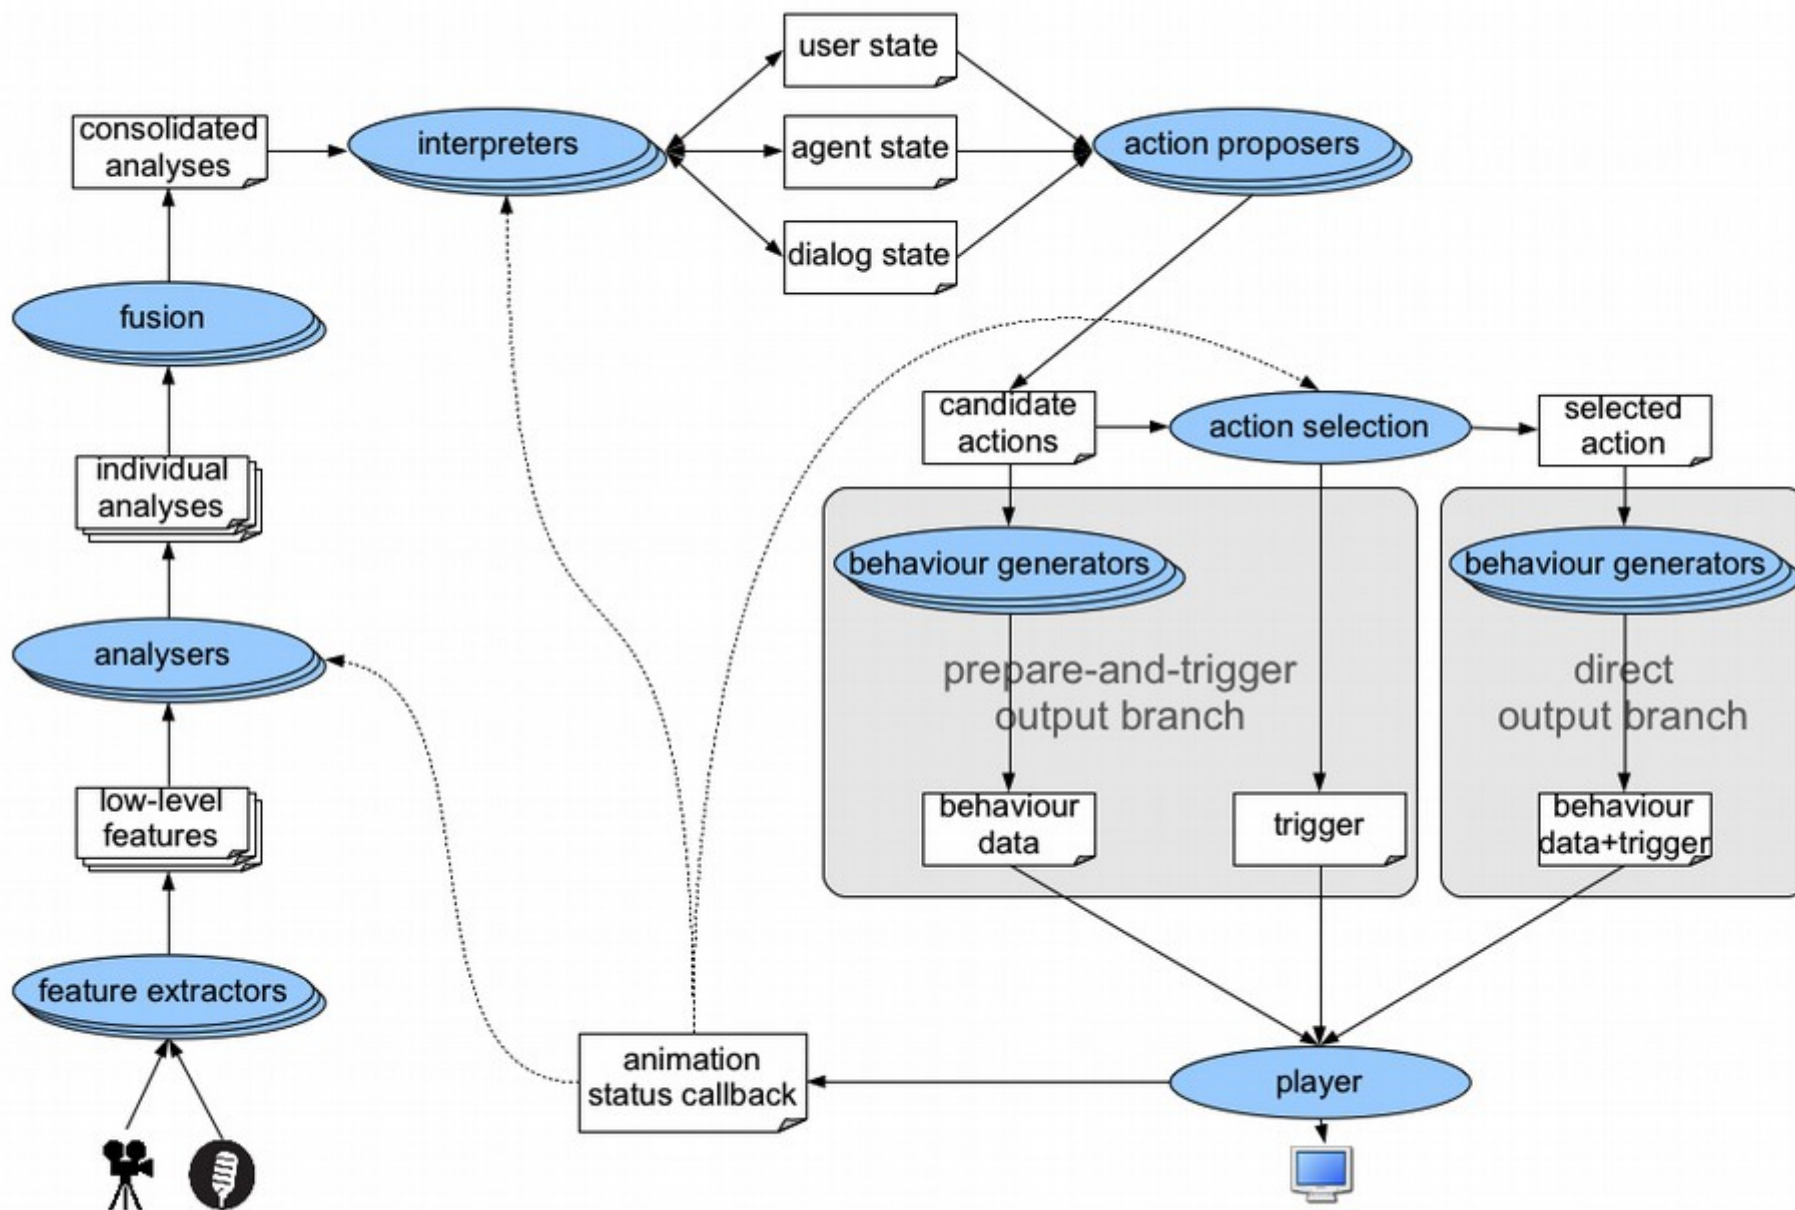 user state
consolidated
analyses
interpreters
agent state
action proposers
dialog state
fusion
candidate
actions
action selection
selected
action
individual
analyses
behaviour generators
behaviour generators
analysers
prepare-and-trigger
output branch
direct
output branch
low-level
features
behaviour
data
trigger
behaviour
data+trigger
feature extractors
animation
status callback
player